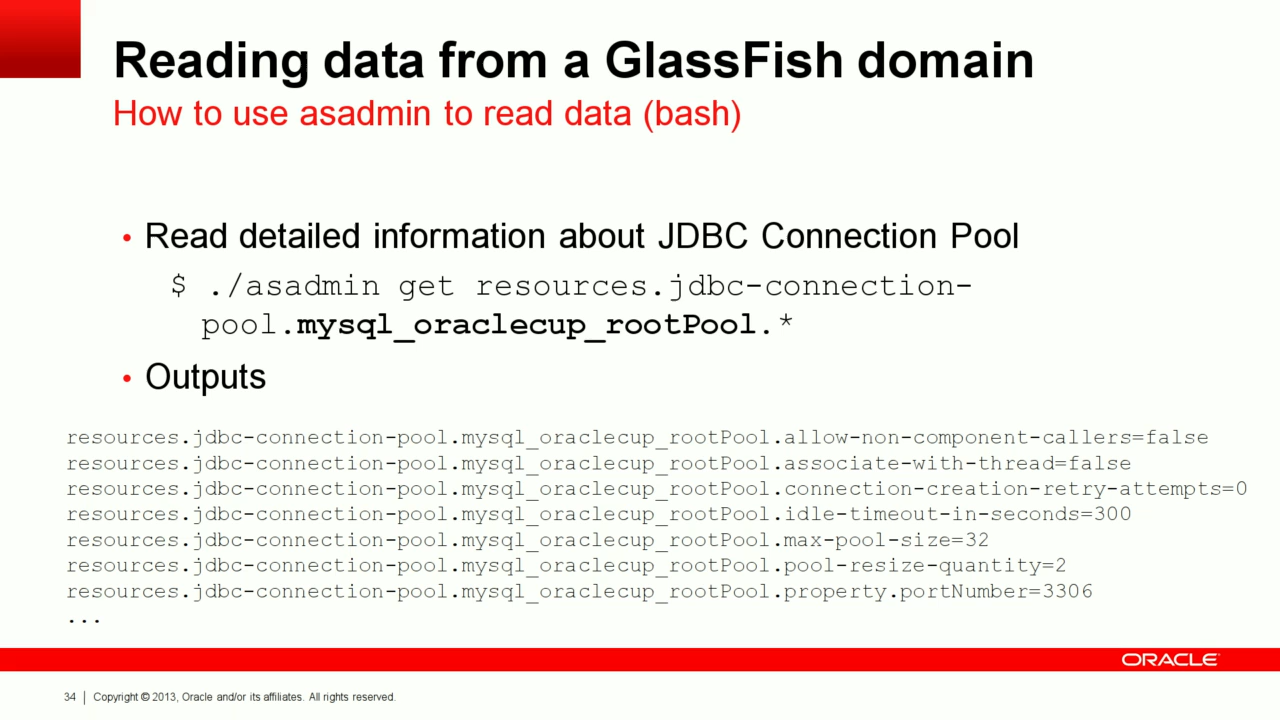 Reading data from a GlassFish domain
How to use asadmin to read data (bash)
• Read detailed information about JDBC Connection Pool
$ ./asadmin get resources.jdbc-connection-
pool.mysql_oraclecup_rootPool.*
• Outputs
resources.jdbc-connection-pool.mysql_oraclecup_rootPool.allow-non-component-callers=false
resources.jdbc-connection-pool.mysql_oraclecup_rootPool.associate-with-thread=false
resources.jdbc-connection-pool.mysql_oraclecup_rootPool.connection-creation-retry-attempts=0
resources.jdbc-connection-pool.mysql_oraclecup_rootPool.idle-timeout-in-seconds=300
resources.jdbc-connection-pool.mysql_oraclecup_rootPool.max-pool-size=32
resources.jdbc-connection-pool.mysql_oraclecup_rootPool.pool-resize-quantity=2
resources.jdbc-connection-pool.mysql_oraclecup_rootPool.property.portNumber=3306
...
ORACLE
34 | Copyright © 2013, Oracle and/or its affiliates. All rights reserved.